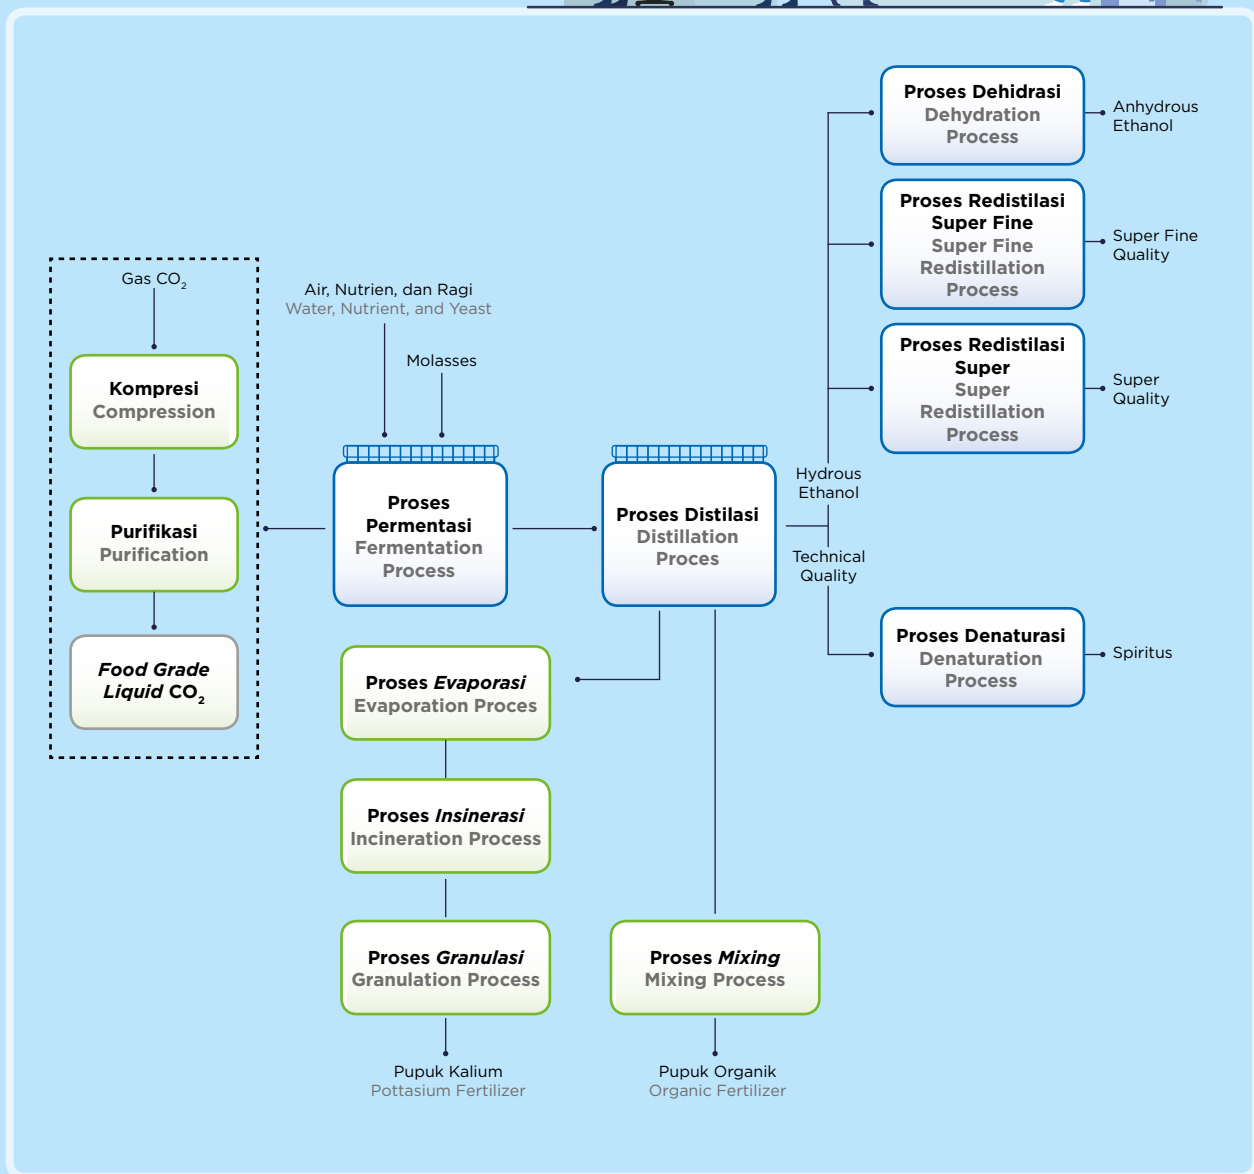 Proses Dehidrasi
Dehydration
Process
Anhydrous
Ethanol
Proses Redistilasi
Super Fine
Super Fine
Redistillation
Process
Super Fine
Quality
Proses Redistilasi
Super
Super
Redistillation
Process
Super
Quality
Gas CO₂
Kompresi
Compression
Purifikasi
Purification
Food Grade
Liquid CO₂
Air, Nutrien, dan Ragi
Water, Nutrient, and Yeast
Molasses
Proses
Permentasi
Fermentation
Process
Proses Distilasi
Distillation
Proces
Hydrous
Ethanol
Technical
Quality
Proses Denaturasi
Denaturation
Process
Spiritus
Proses Evaporasi
Evaporation Proces
Proses Insinerasi
Incineration Process
Proses Granulasi
Granulation Process
Pupuk Kalium
Pottasium Fertilizer
Proses Mixing
Mixing Process
Pupuk Organik
Organic Fertilizer